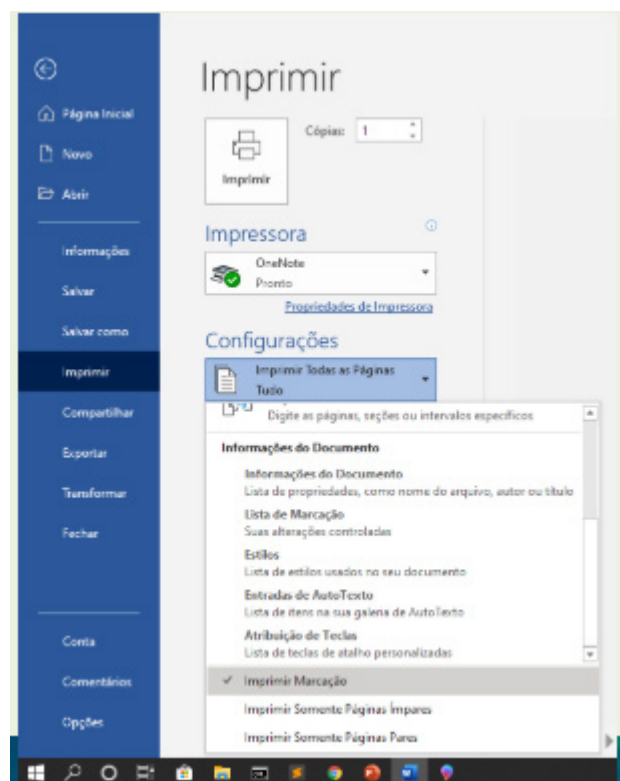 Imprimir
Página Inicial
Novo
Abrir
Informações
Salvar
Salvar como
Imprimir
Compartilhar
Exportar
Transformar
Fechar
Conta
Comentários
Opções
Cópias: 1
Imprimir
Impressora
OneNote
Pronto
Propriedades de Impressora
Configurações
Imprimir Todas as Páginas
Tudo
Digite as páginas, seções ou intervalos específicos
Informações do Documento
Informações do Documento
Lista de propriedades, como nome do arquivo, autor ou título
Lista de Marcação
Suas alterações controladas
Estilos
Lista de estilos usados no seu documento
Entradas de AutoTexto
Lista de itens na sua galeria de AutoTexto
Atribuição de Teclas
Lista de teclas de atalho personalizadas
Imprimir Marcação
Imprimir Somente Páginas Ímpares
Imprimir Somente Páginas Pares